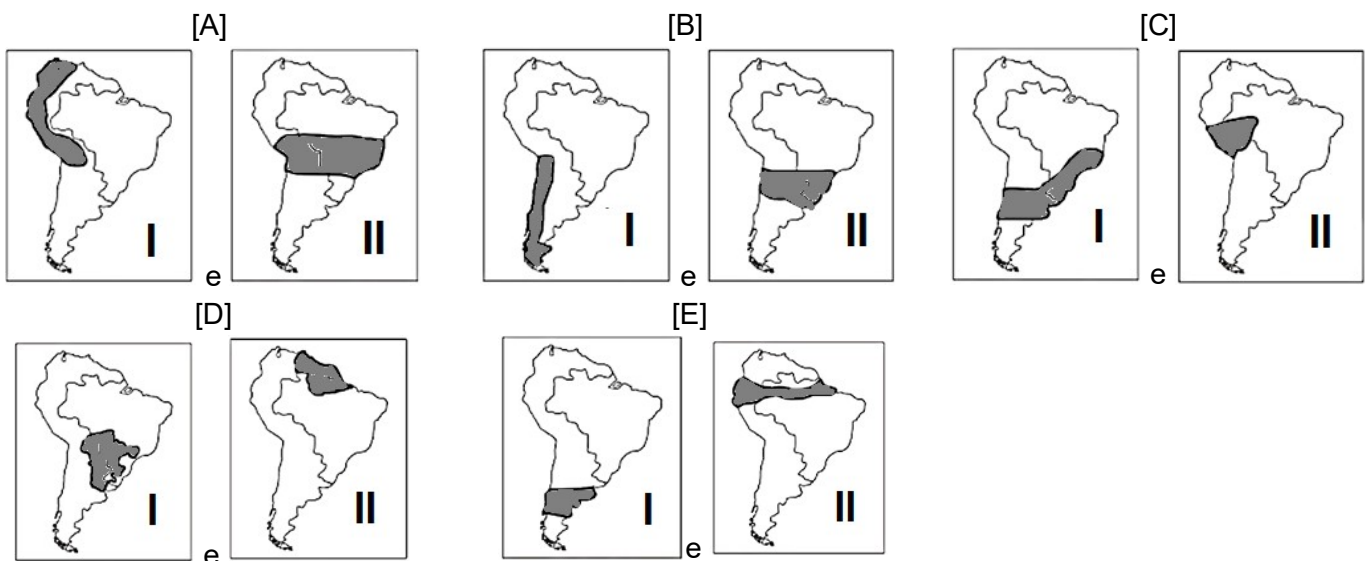 [A] [B] [C]
I e II I e II I e II
[D] [E]
I e II I e II